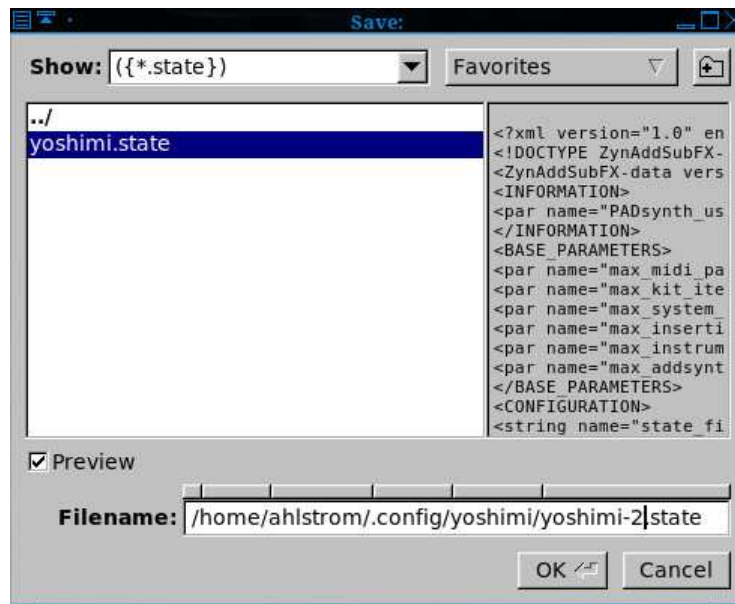 Save:
Show: ({*.state}) Favorites
../
yoshimi.state
<?xml version="1.0" en
<!DOCTYPE ZynAddSubFX-
<ZynAddSubFX-data vers
<INFORMATION>
<par name="PADsynth_us
</INFORMATION>
<BASE_PARAMETERS>
<par name="max_midi_pa
<par name="max_kit_ite
<par name="max_system_
<par name="max_inserti
<par name="max_instrum
<par name="max_addsynt
</BASE_PARAMETERS>
<CONFIGURATION>
<string name="state_fi
Preview
Filename: /home/ahlstrom/.config/yoshimi/yoshimi-2.state
OK Cancel